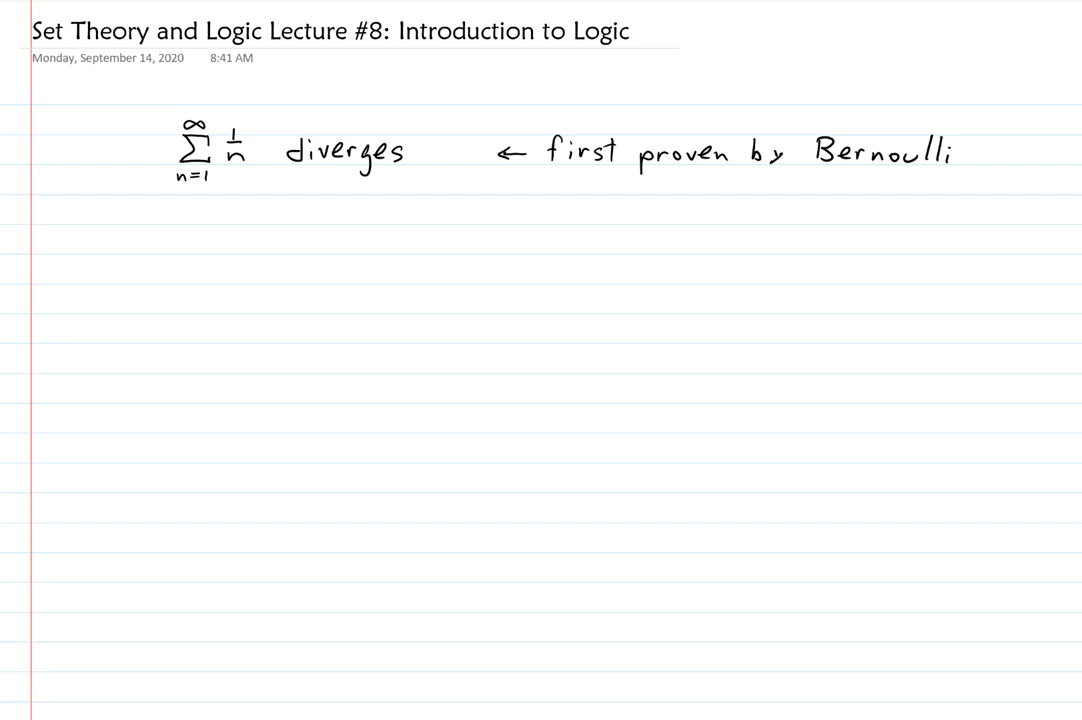 Set Theory and Logic Lecture #8: Introduction to Logic
Monday, September 14, 2020 8:41 AM
∞
∑ 1/n diverges ← first proven by Bernoulli
n=1